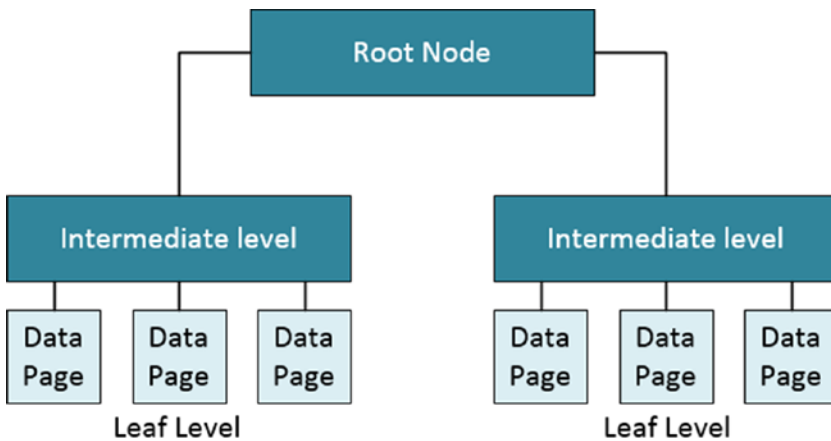 Root Node
Intermediate level
Intermediate level
Data
Page
Data
Page
Data
Page
Data
Page
Data
Page
Data
Page
Leaf Level
Leaf Level